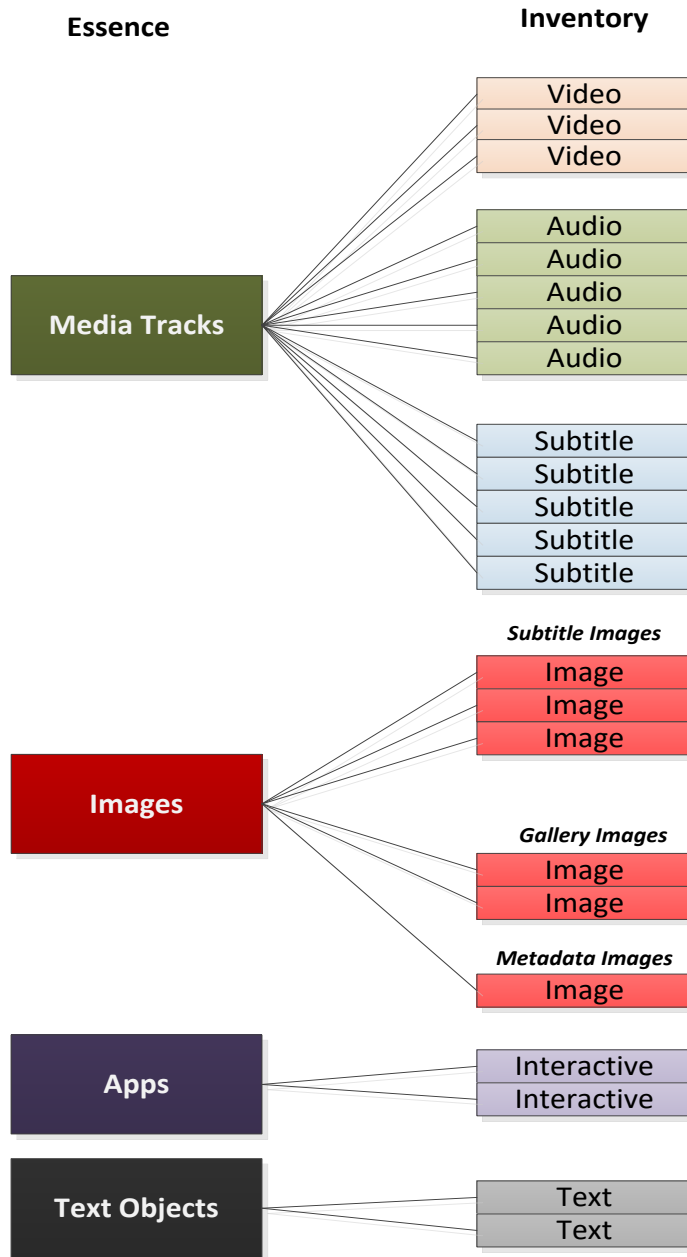 Essence
Inventory
Video
Video
Video
Media Tracks
Audio
Audio
Audio
Audio
Audio
Subtitle
Subtitle
Subtitle
Subtitle
Subtitle
Images
Subtitle Images
Image
Image
Image
Gallery Images
Image
Image
Metadata Images
Image
Apps
Interactive
Interactive
Text Objects
Text
Text